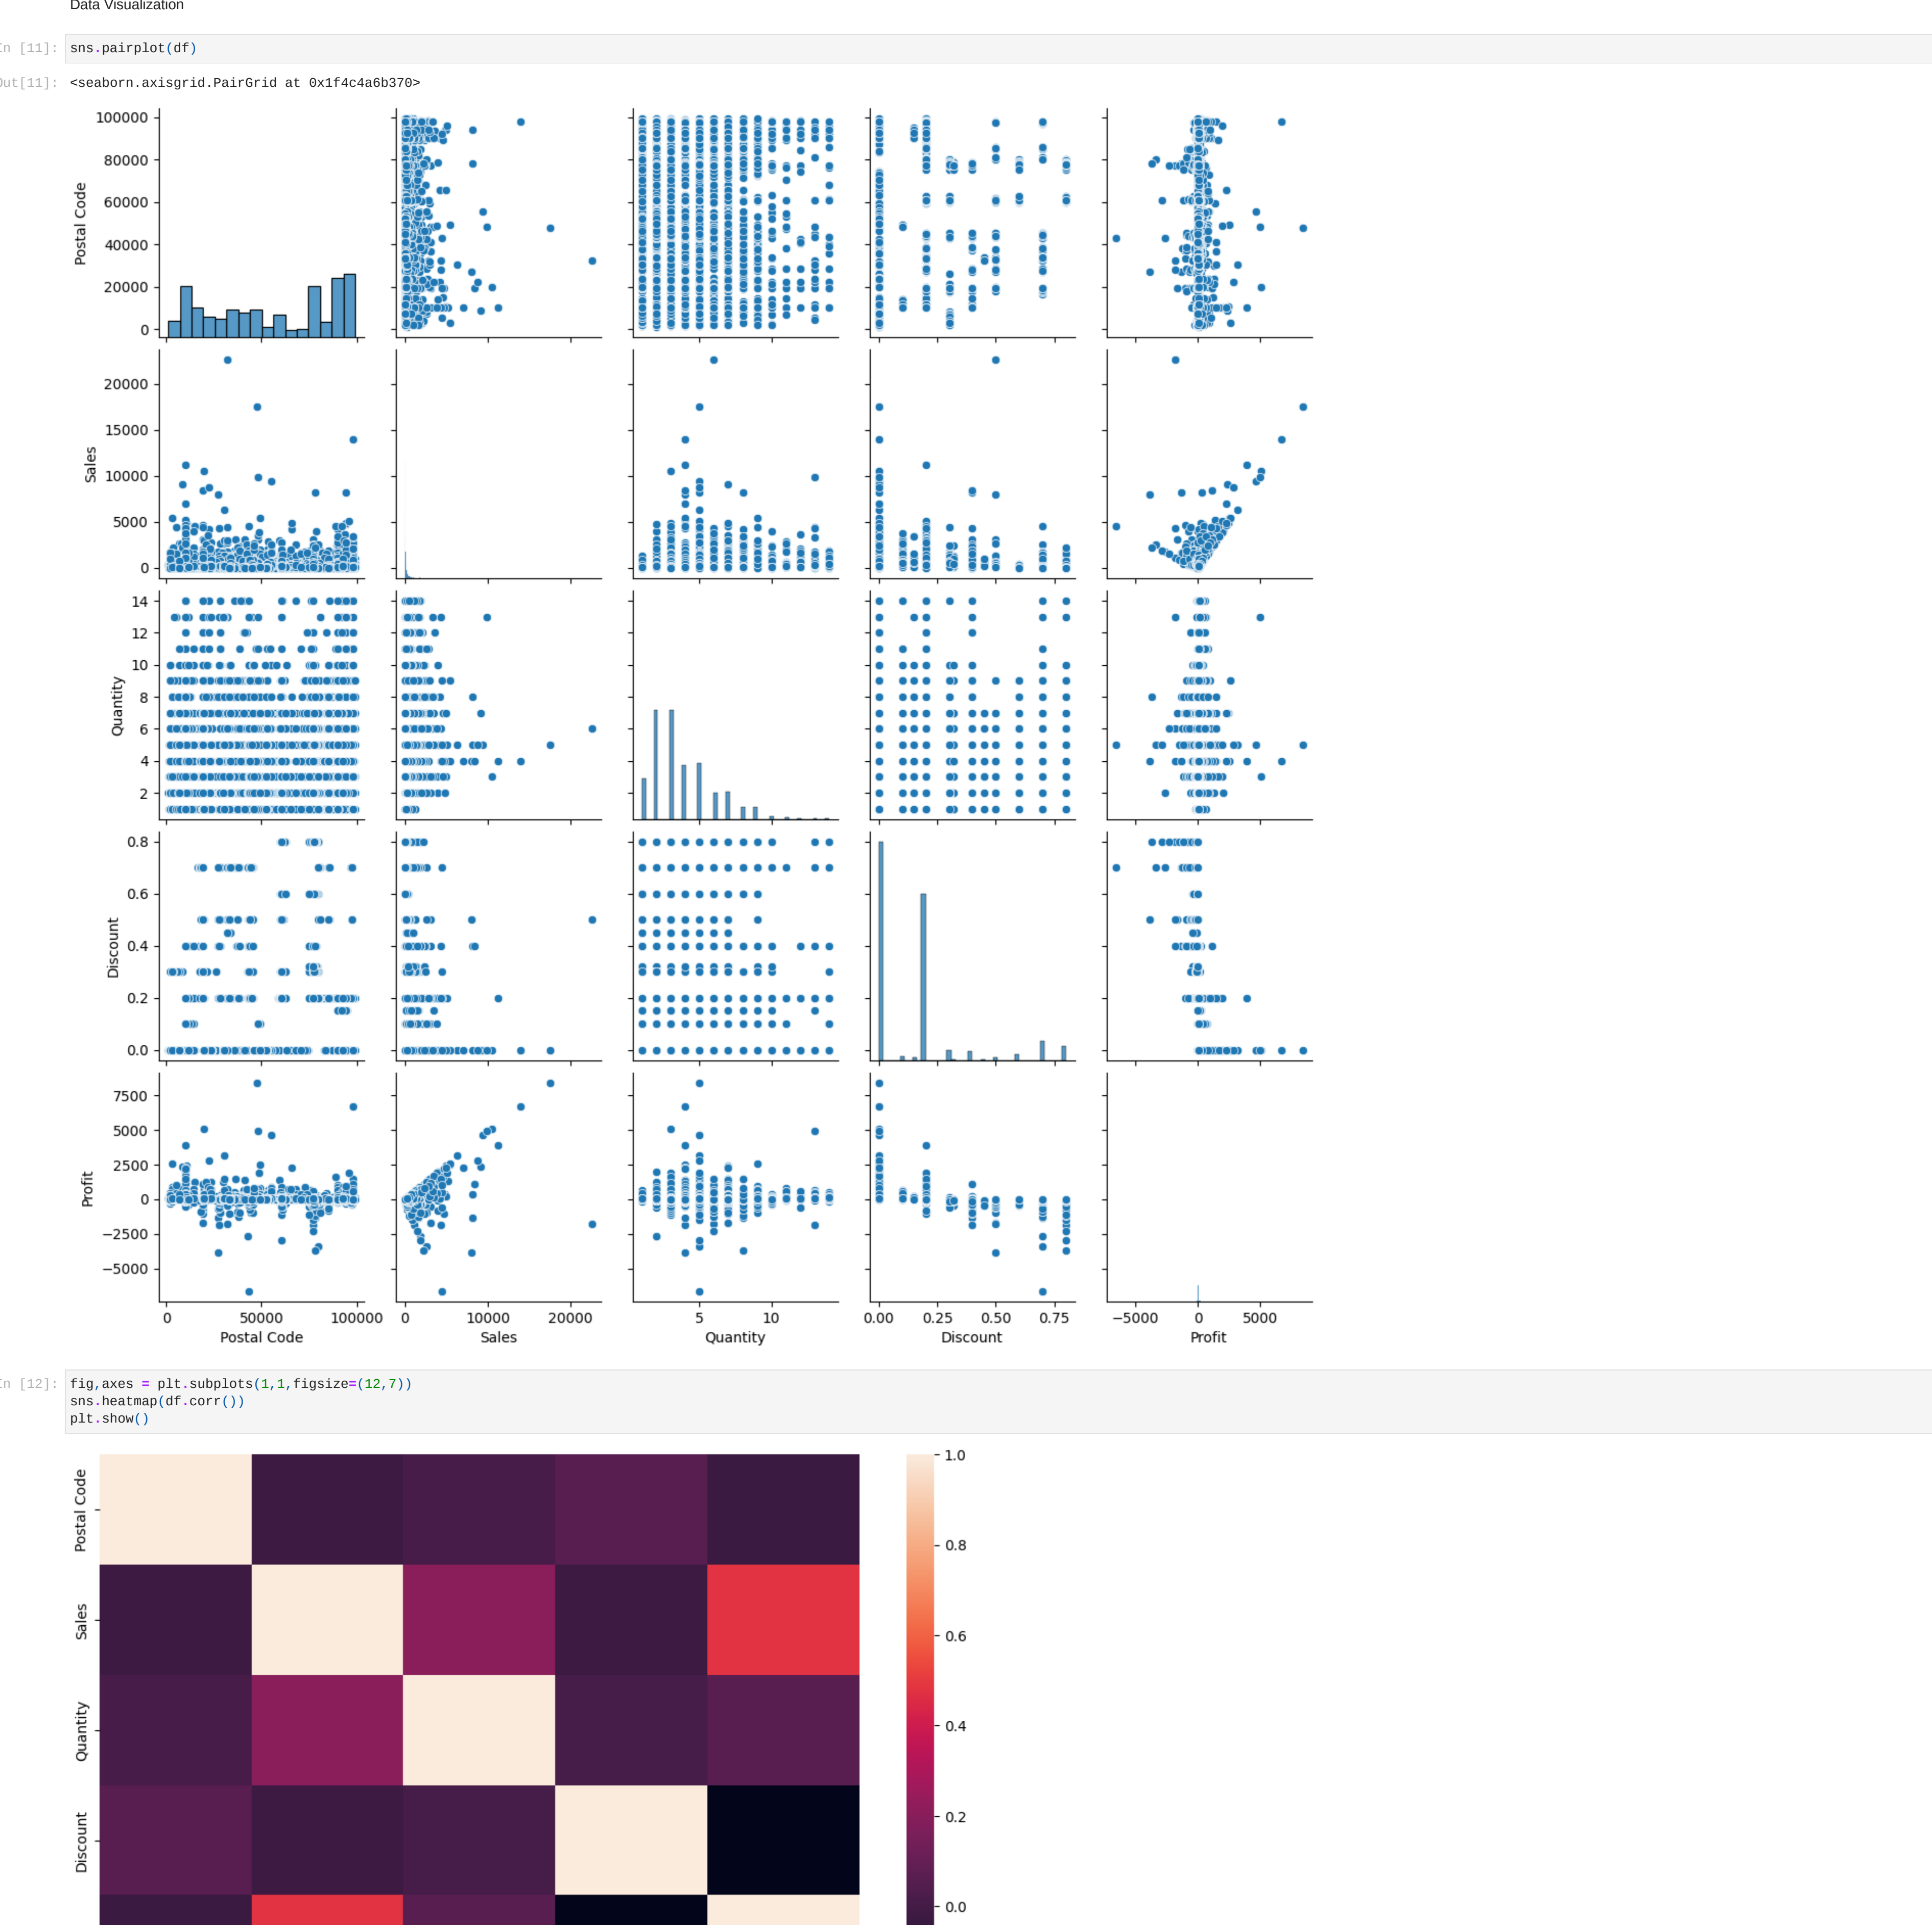 Data Visualization
In [11]:
sns.pairplot(df)
Out[11]:
<seaborn.axisgrid.PairGrid at 0x1f4c4a6b370>
100000
80000
60000
40000
20000
0
Postal Code
20000
15000
10000
5000
0
Sales
14
12
10
8
6
4
2
Quantity
0.8
0.6
0.4
0.2
0.0
Discount
7500
5000
2500
0
−2500
−5000
Profit
0 50000 100000
0 10000 20000
5 10
0.00 0.25 0.50 0.75
−5000 0 5000
Postal Code Sales Quantity Discount Profit
In [12]:
fig,axes = plt.subplots(1,1,figsize=(12,7))
sns.heatmap(df.corr())
plt.show()
Postal Code
Sales
Quantity
Discount
1.0
0.8
0.6
0.4
0.2
0.0